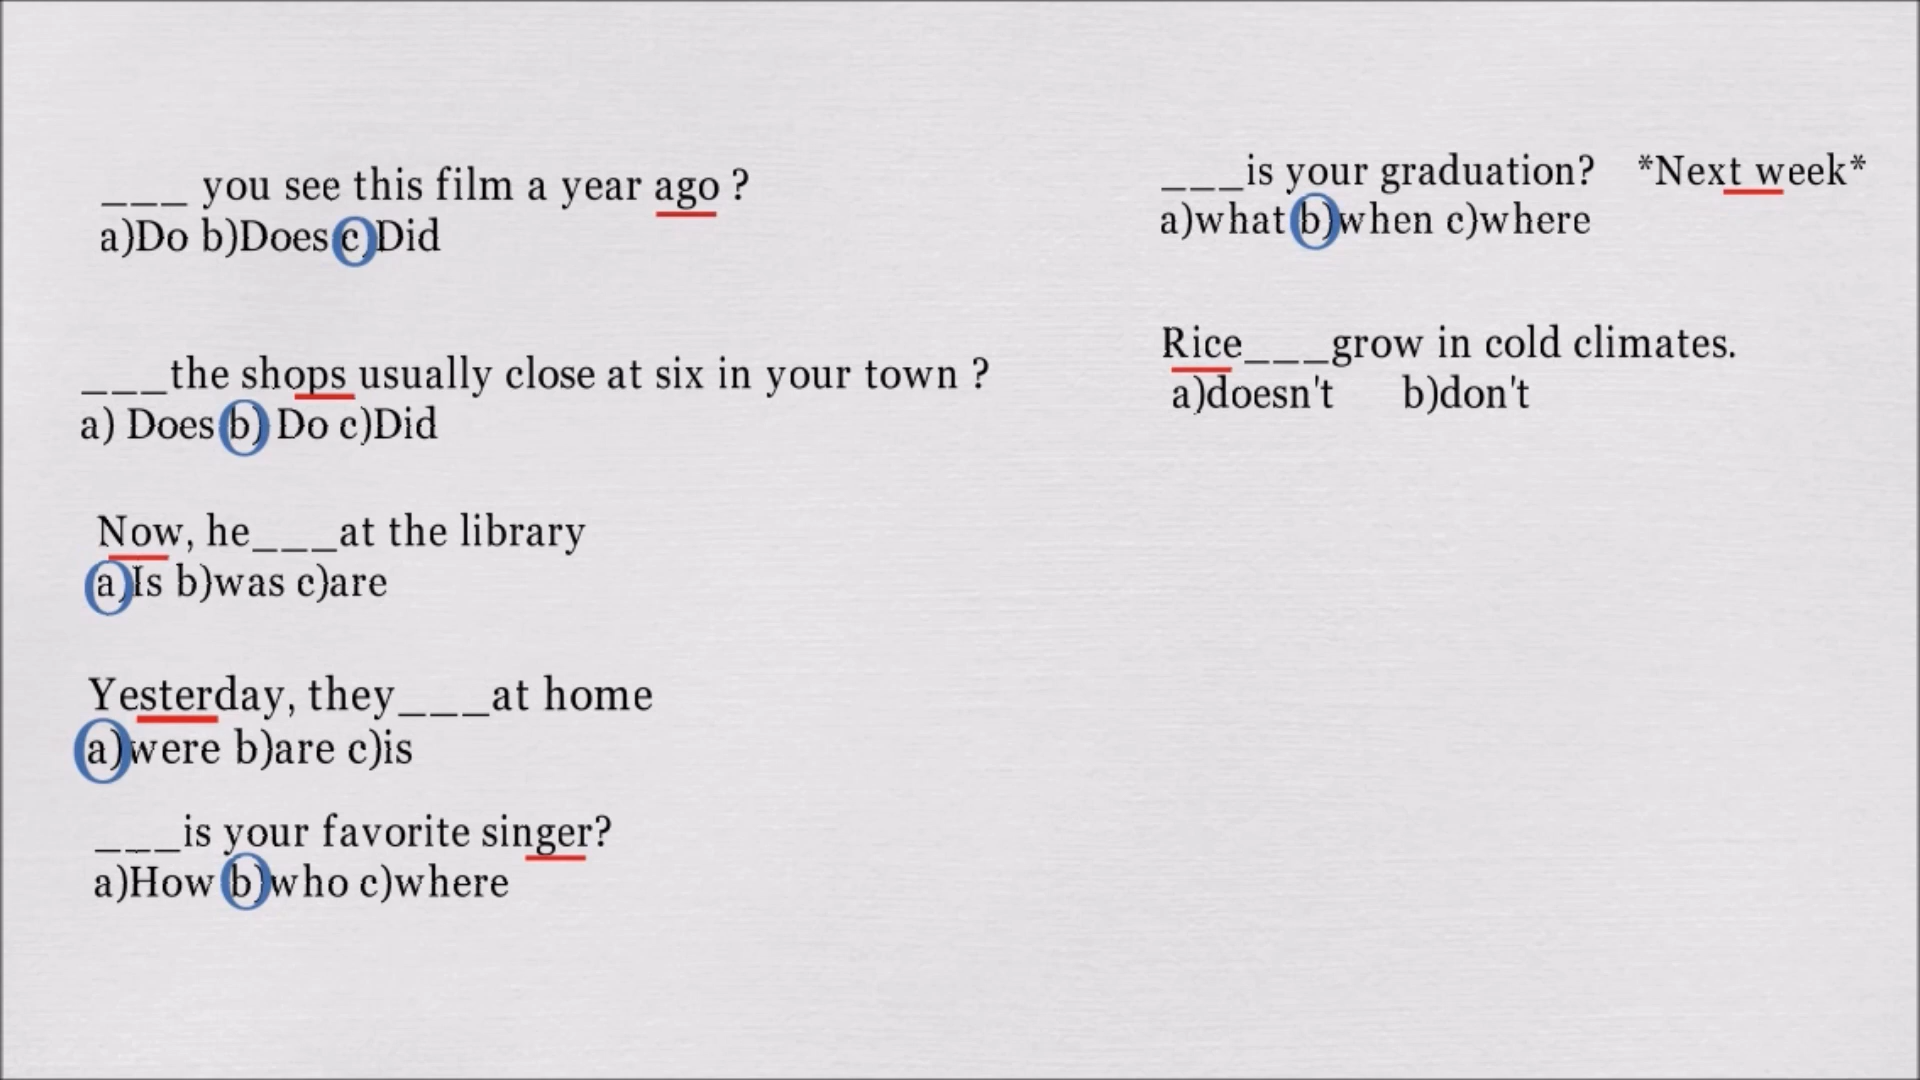 ___ you see this film a year ago ?
a)Do b)Does c)Did
___the shops usually close at six in your town ?
a) Does b) Do c)Did
Now, he___at the library
a)Is b)was c)are
Yesterday, they___at home
a)were b)are c)is
___is your favorite singer?
a)How b)who c)where
___is your graduation? *Next week*
a)what b)when c)where
Rice___grow in cold climates.
a)doesn't b)don't